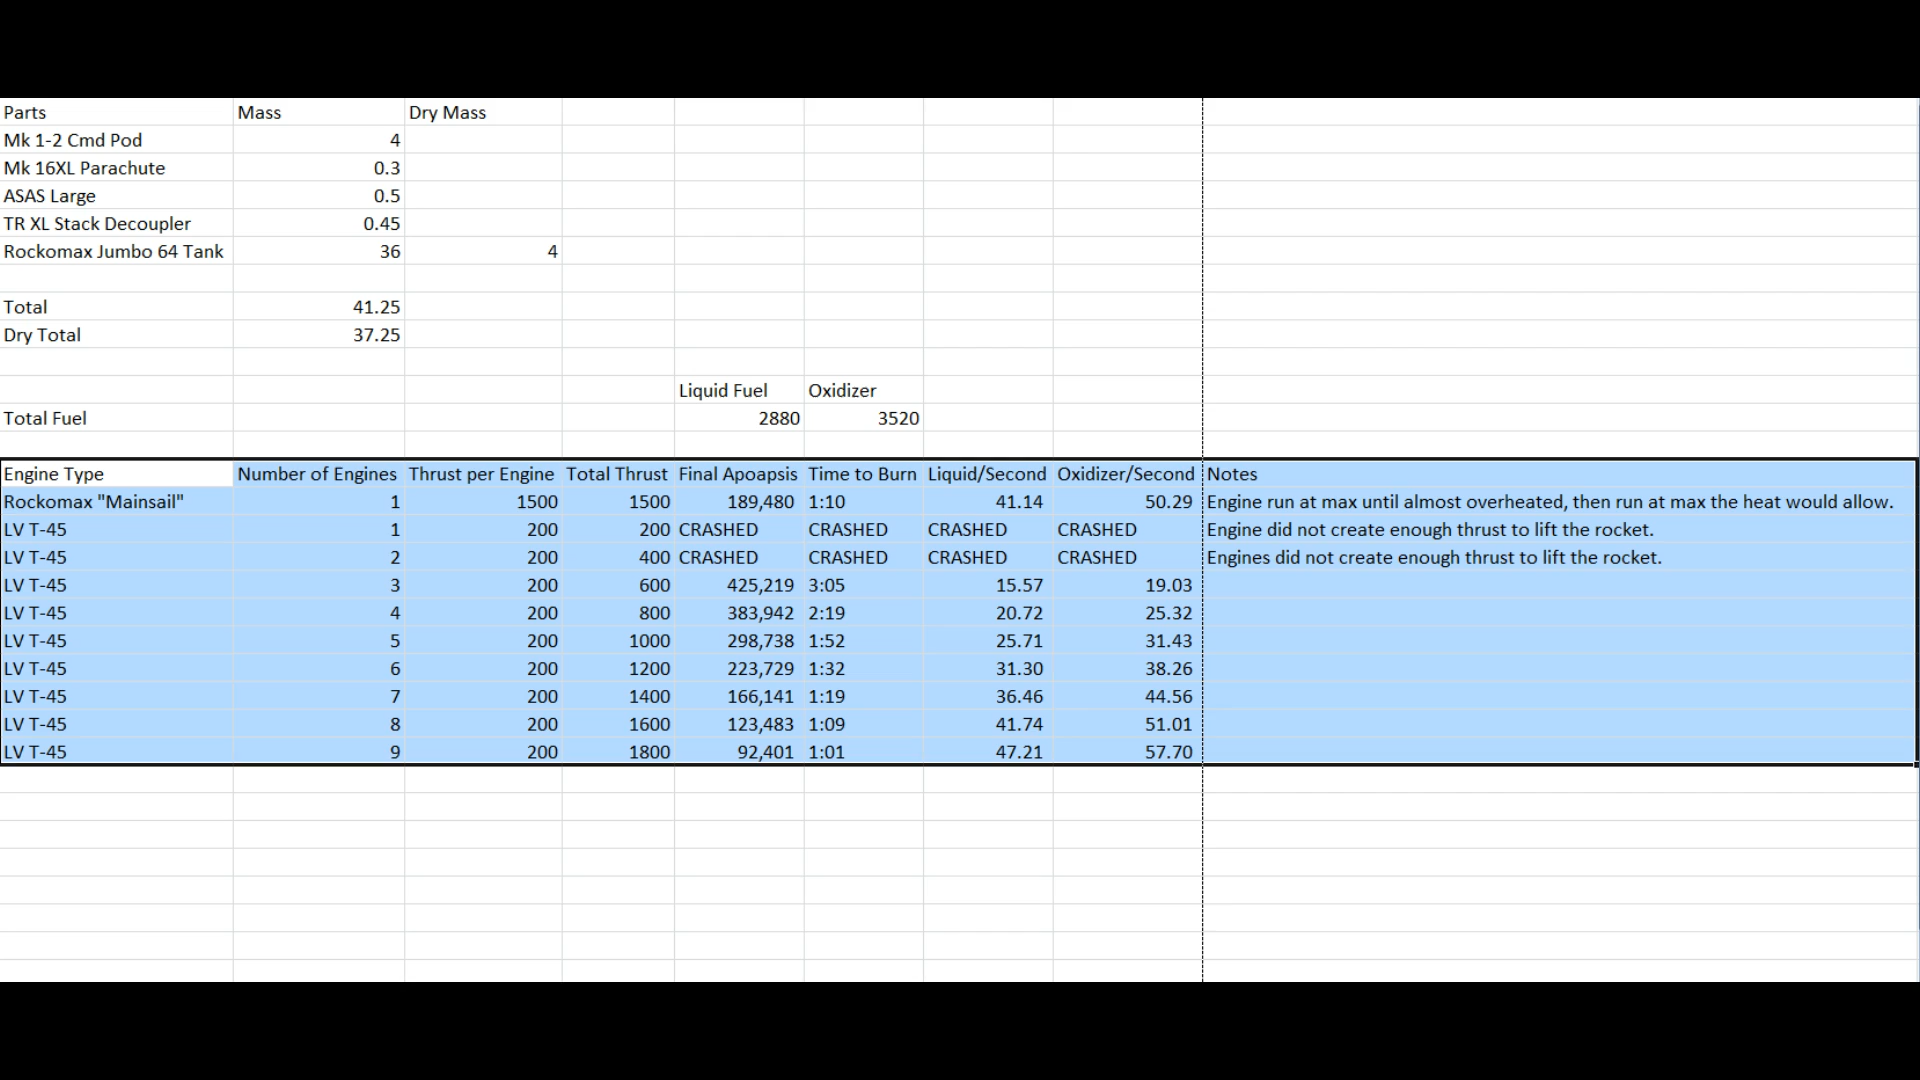 Parts Mass Dry Mass
Mk 1-2 Cmd Pod 4
Mk 16XL Parachute 0.3
ASAS Large 0.5
TR XL Stack Decoupler 0.45
Rockomax Jumbo 64 Tank 36 4
Total 41.25
Dry Total 37.25
Liquid Fuel Oxidizer
Total Fuel 2880 3520
Engine Type Number of Engines Thrust per Engine Total Thrust Final Apoapsis Time to Burn Liquid/Second Oxidizer/Second Notes
Rockomax "Mainsail" 1 1500 1500 189,480 1:10 41.14 50.29 Engine run at max until almost overheated, then run at max the heat would allow.
LV T-45 1 200 200 CRASHED CRASHED CRASHED CRASHED Engine did not create enough thrust to lift the rocket.
LV T-45 2 200 400 CRASHED CRASHED CRASHED CRASHED Engines did not create enough thrust to lift the rocket.
LV T-45 3 200 600 425,219 3:05 15.57 19.03
LV T-45 4 200 800 383,942 2:19 20.72 25.32
LV T-45 5 200 1000 298,738 1:52 25.71 31.43
LV T-45 6 200 1200 223,729 1:32 31.30 38.26
LV T-45 7 200 1400 166,141 1:19 36.46 44.56
LV T-45 8 200 1600 123,483 1:09 41.74 51.01
LV T-45 9 200 1800 92,401 1:01 47.21 57.70